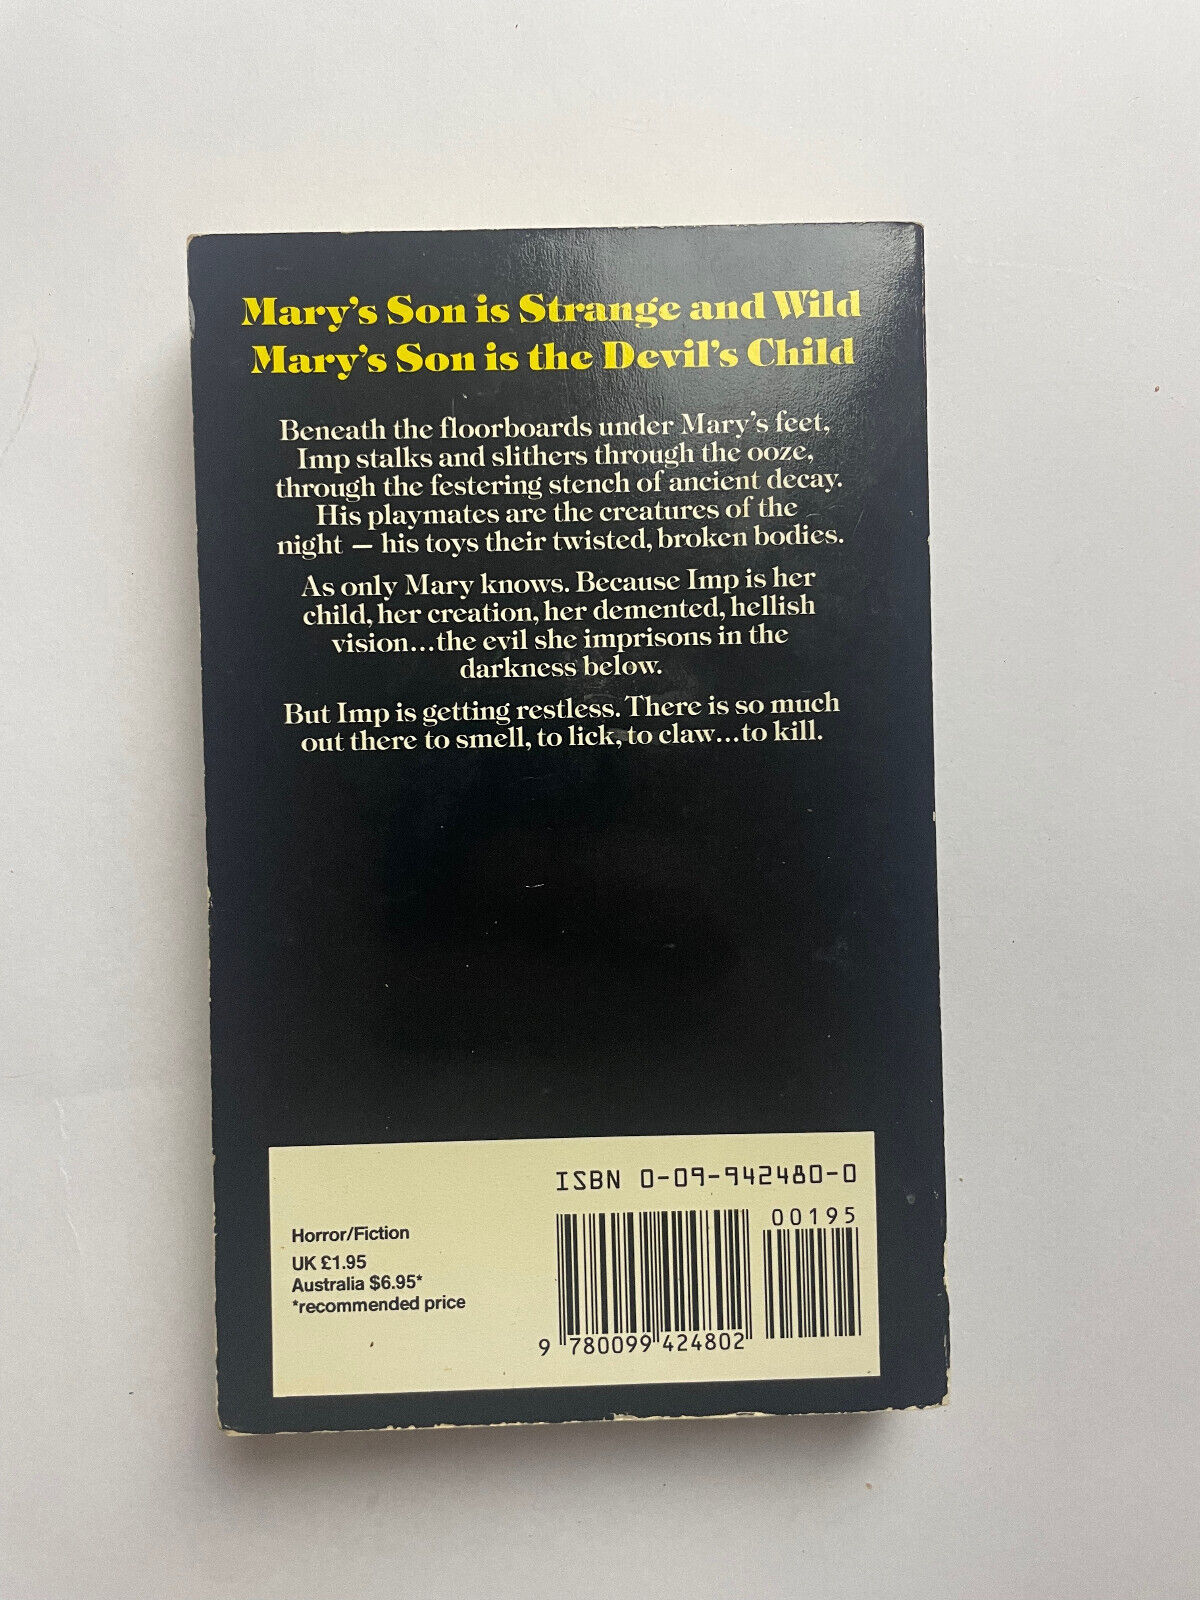 Mary's Son is Strange and Wild
Mary's Son is the Devil's Child
Beneath the floorboards under Mary's feet,
Imp stalks and slithers through the ooze,
through the festering stench of ancient decay.
His playmates are the creatures of the
night — his toys their twisted, broken bodies.
As only Mary knows. Because Imp is her
child, her creation, her demented, hellish
vision...the evil she imprisons in the
darkness below.
But Imp is getting restless. There is so much
out there to smell, to lick, to claw...to kill.
ISBN 0-09-942480-0
00195
Horror/Fiction
UK £1.95
Australia $6.95*
*recommended price
9 780099 424802